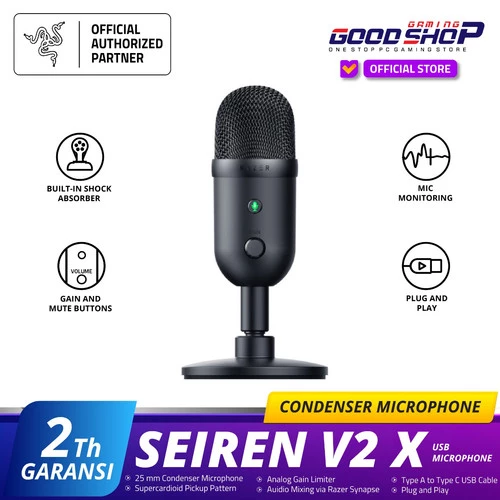 OFFICIAL
AUTHORIZED
PARTNER
GAMING
GOOD SHOP
ONE STOP PC GAMING STORE
OFFICIAL STORE
BUILT-IN SHOCK
ABSORBER
MIC
MONITORING
VOLUME
GAIN AND
MUTE BUTTONS
PLUG AND
PLAY
RAZER
CONDENSER MICROPHONE
2Th
GARANSI
SEIREN V2 X
USB
MICROPHONE
• 25 mm Condenser Microphone
• Supercardioid Pickup Pattern
• Analog Gain Limiter
• Auidio Mixing via Razer Synapse
• Type A to Type C USB Cable
• Plug and Play